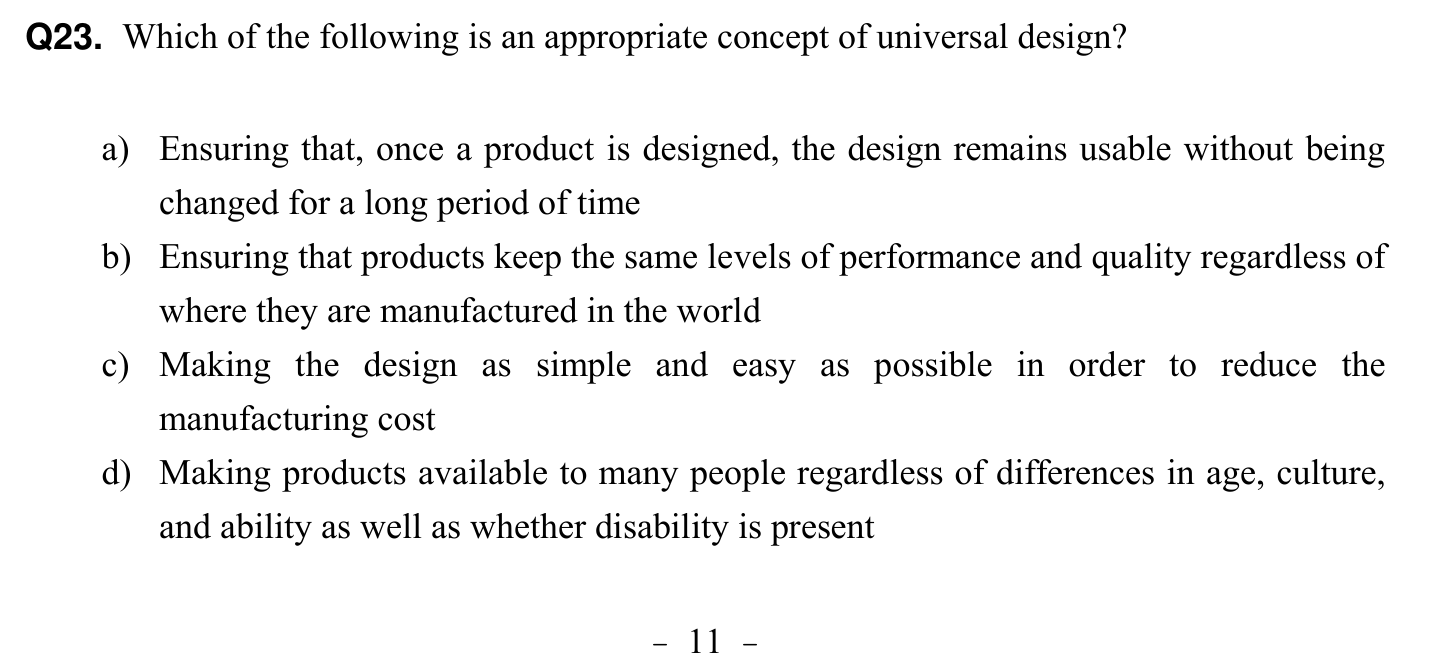 Q23. Which of the following is an appropriate concept of universal design?
a) Ensuring that, once a product is designed, the design remains usable without being
changed for a long period of time
b) Ensuring that products keep the same levels of performance and quality regardless of
where they are manufactured in the world
c) Making the design as simple and easy as possible in order to reduce the
manufacturing cost
d) Making products available to many people regardless of differences in age, culture,
and ability as well as whether disability is present
– 11 –